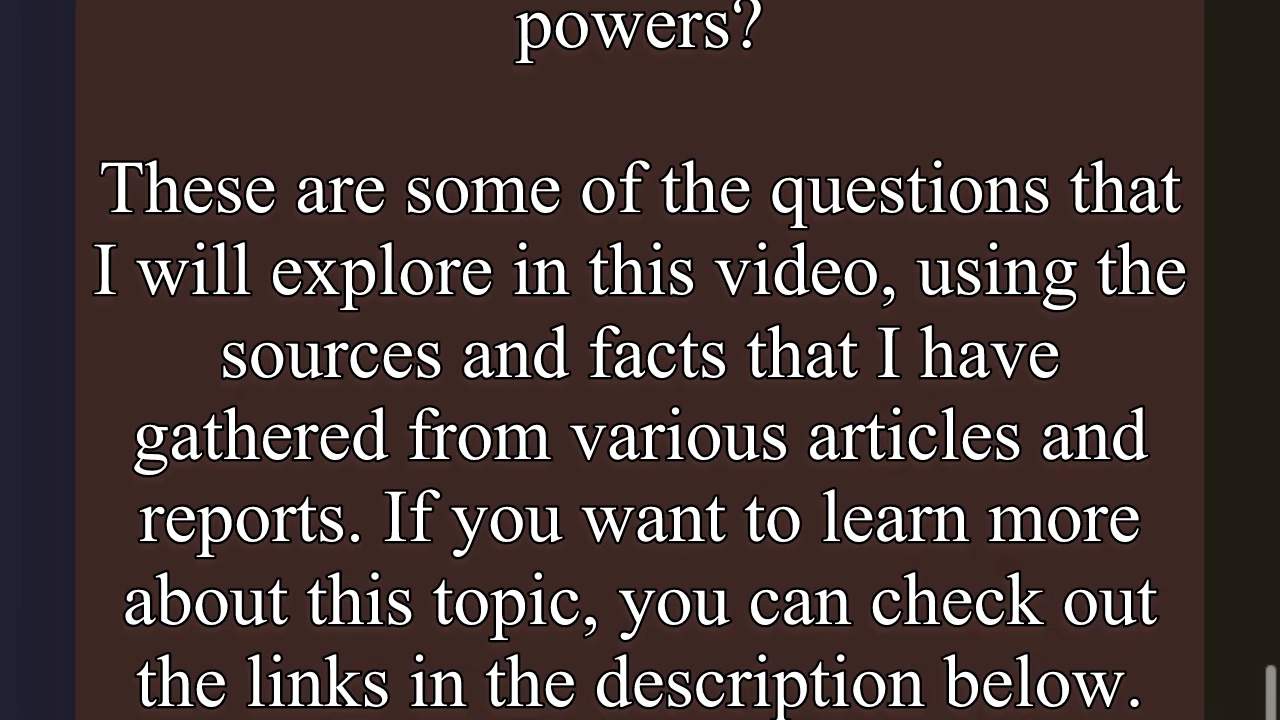 powers?
These are some of the questions that
I will explore in this video, using the
sources and facts that I have
gathered from various articles and
reports. If you want to learn more
about this topic, you can check out
the links in the description below.